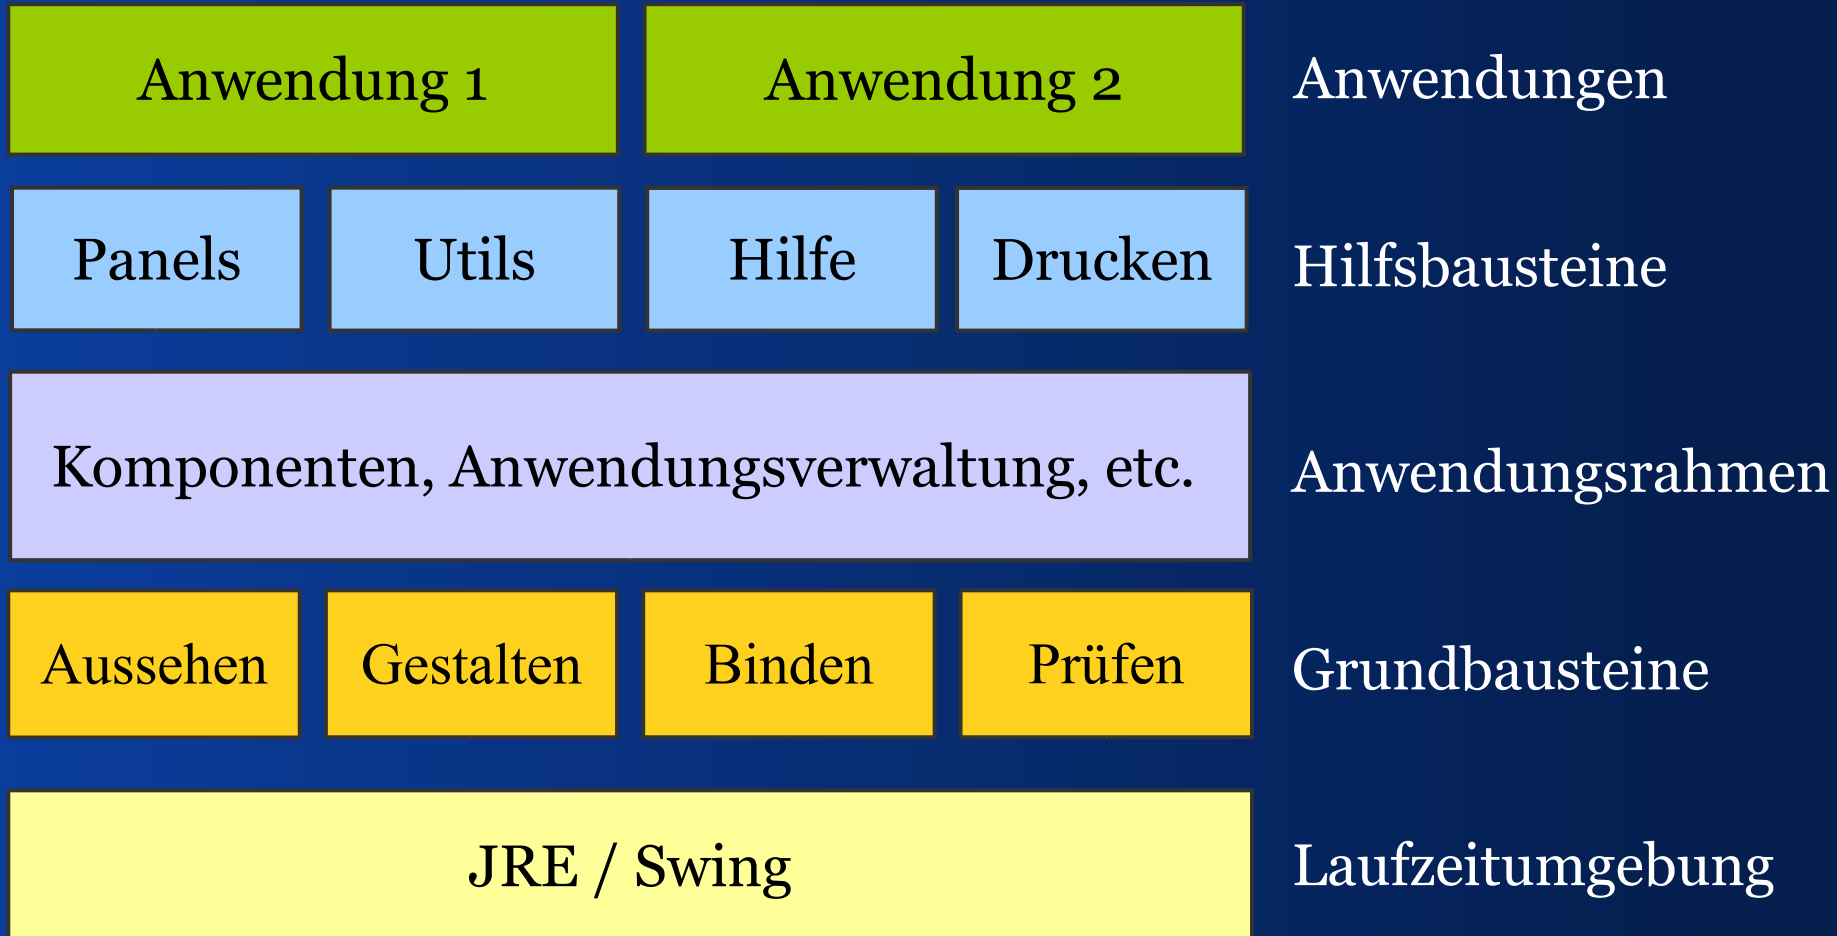 Anwendung 1 Anwendung 2 Anwendungen
Panels Utils Hilfe Drucken Hilfsbausteine
Komponenten, Anwendungsverwaltung, etc. Anwendungsrahmen
Aussehen Gestalten Binden Prüfen Grundbausteine
JRE / Swing Laufzeitumgebung